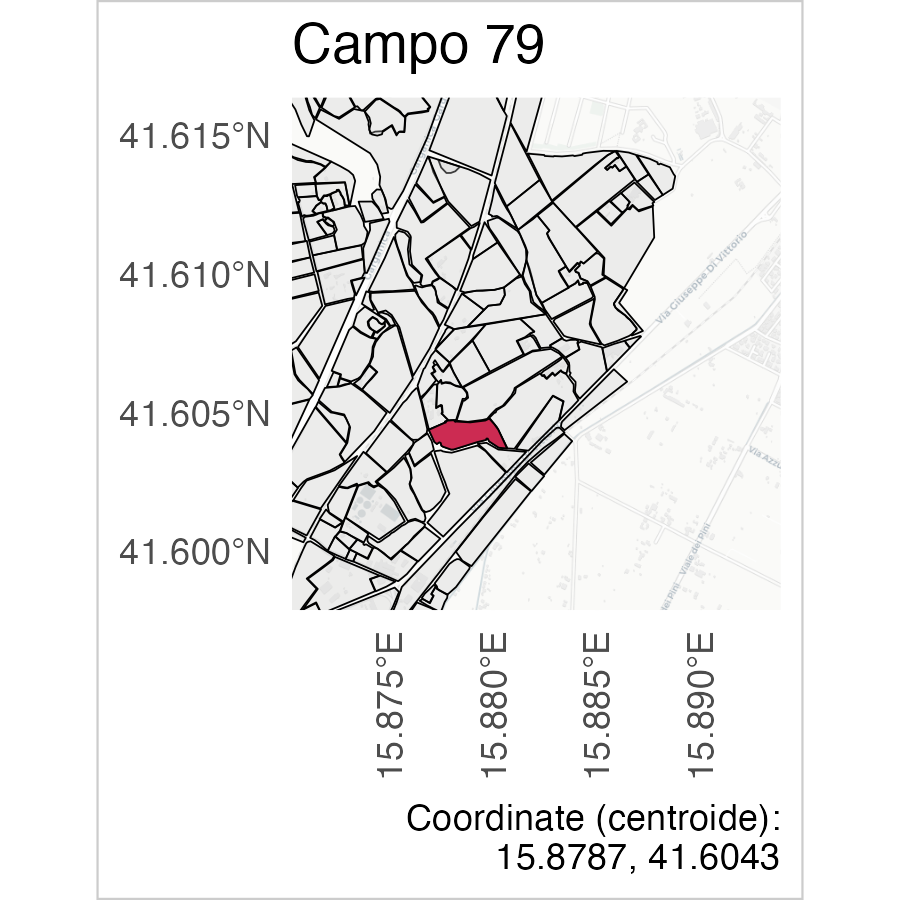 Campo 79
41.615°N
41.610°N
41.605°N
41.600°N
Via Giuseppe Di Vittorio
Via Azzu
dei Pini - Viale dei Pini
15.875°E
15.880°E
15.885°E
15.890°E
Coordinate (centroide):
15.8787, 41.6043